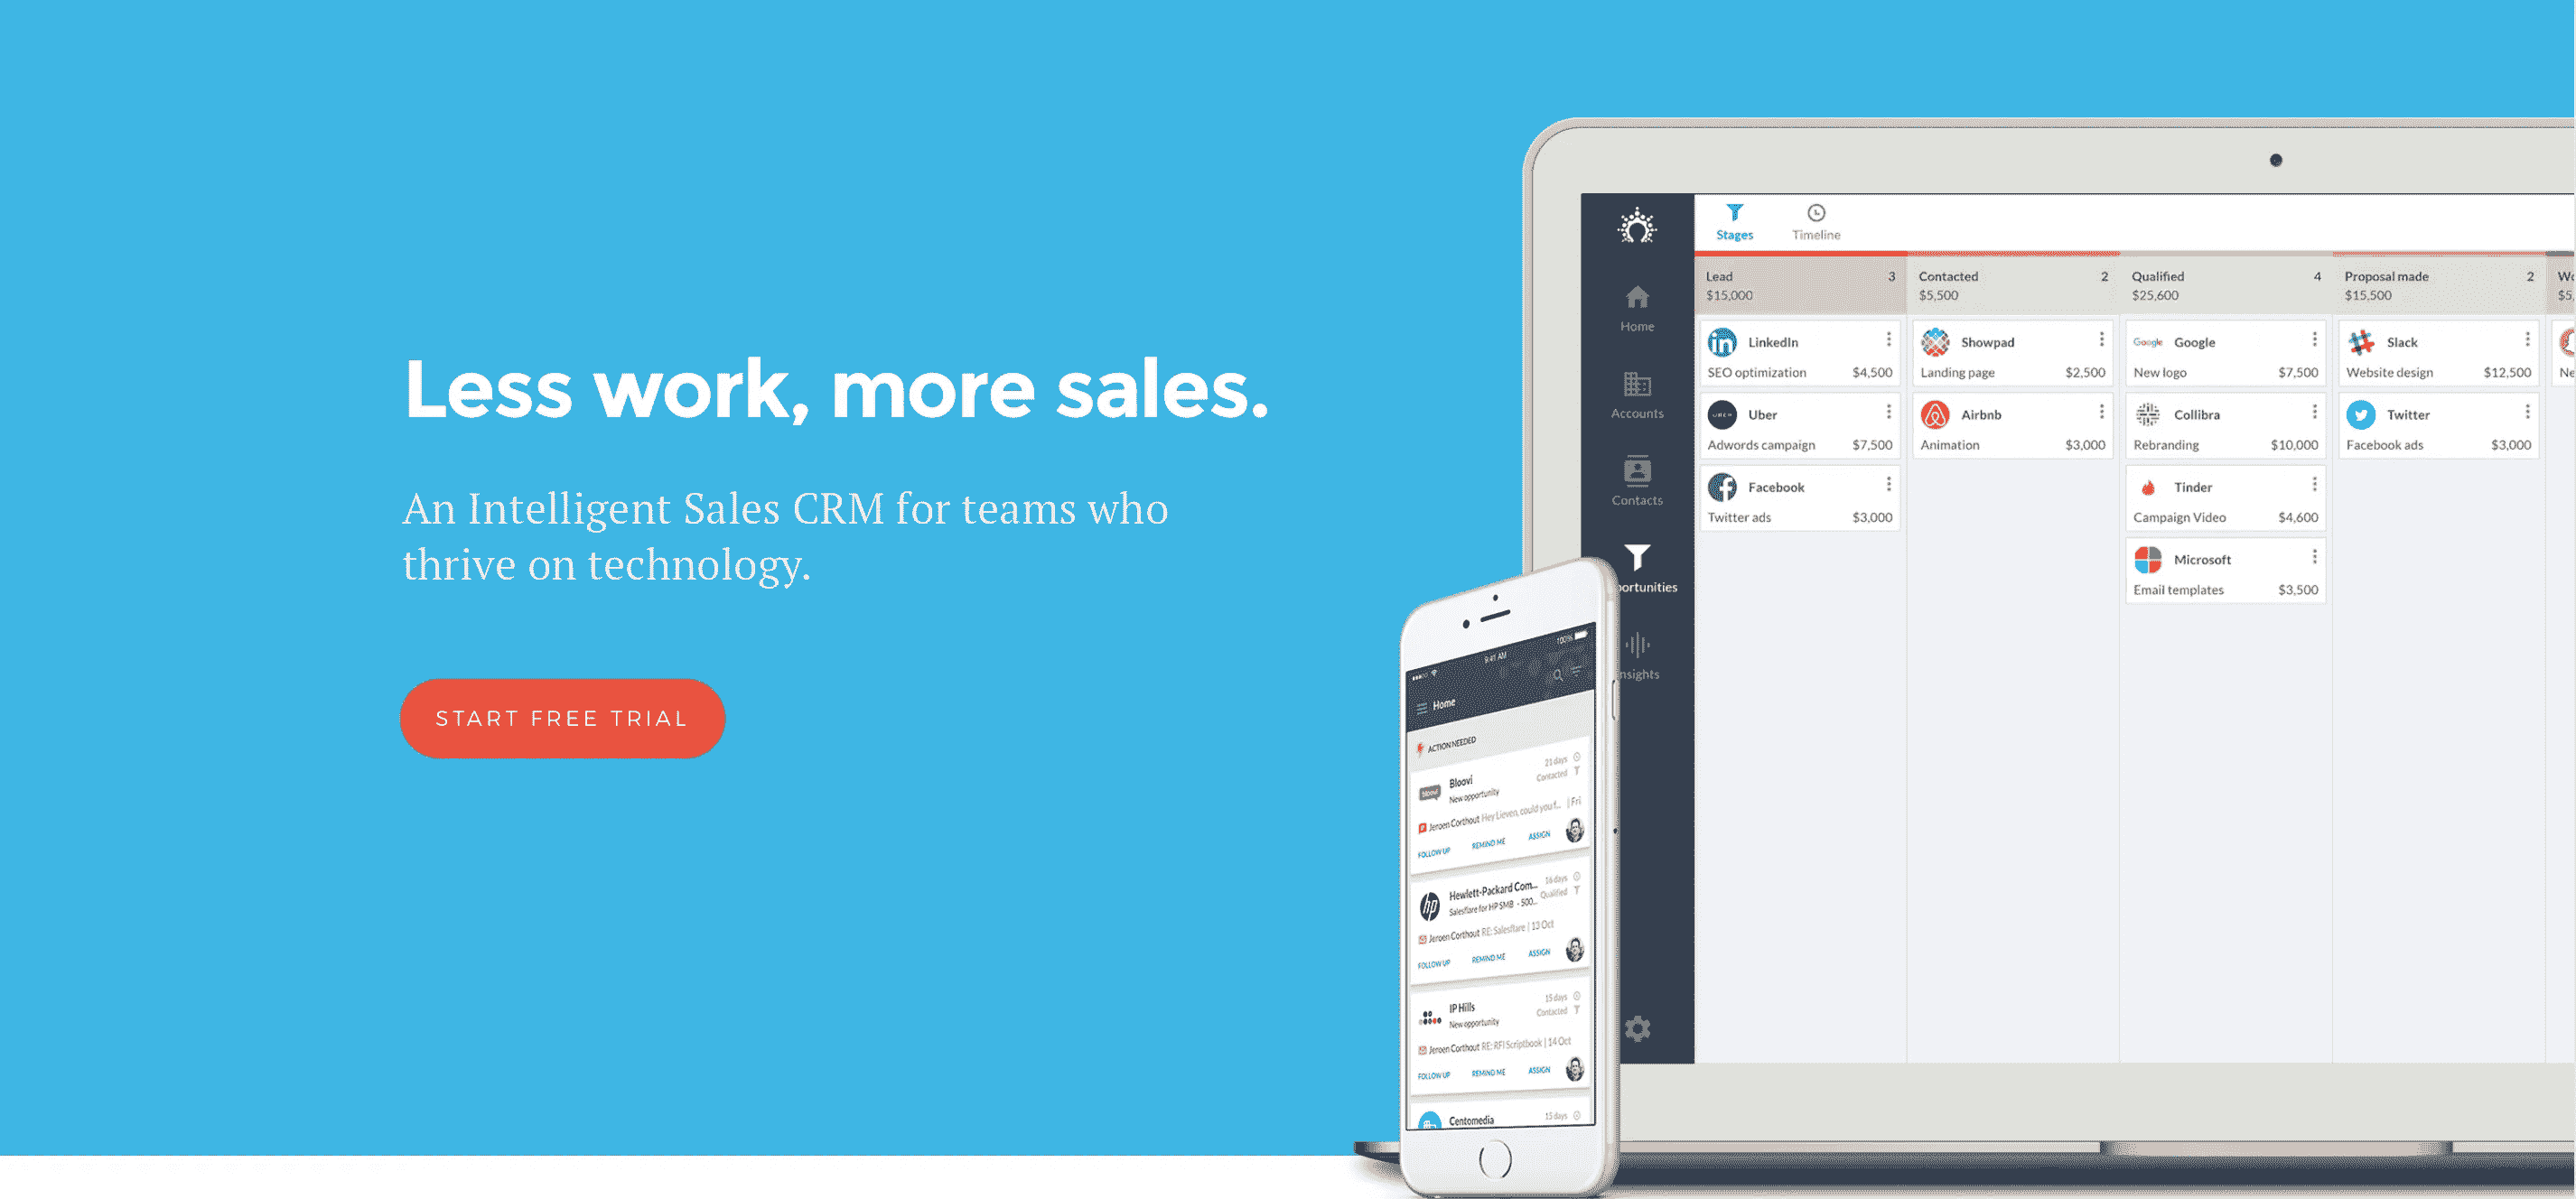 Less work, more sales.
An Intelligent Sales CRM for teams who
thrive on technology.
START FREE TRIAL
Stages
Timeline
Home
Accounts
Contacts
portunities
nsights
Lead 3
$15,000
LinkedIn
SEO optimization $4,500
Uber
Adwords campaign $7,500
Facebook
Twitter ads $3,000
Contacted 2
$5,500
Showpad
Landing page $2,500
Airbnb
Animation $3,000
Qualified 4
$25,600
Google Google
New logo $7,500
Collibra
Rebranding $10,000
Tinder
Campaign Video $4,600
Microsoft
Email templates $3,500
Proposal made 2
$15,500
Slack
Website design $12,500
Twitter
Facebook ads $3,000
$5,
Ne
9:41 AM
100%
Home
ACTION NEEDED
Bloovi 21 days
New opportunity Contacted
Jeroen Corthout Hey Lieven, could you f... | Fri
FOLLOW UP REMIND ME ASSIGN
hp
Hewlett-Packard Com... 16 days
Salesflare for HP SMB - 500... Qualified
Jeroen Corthout RE: Salesflare | 13 Oct
FOLLOW UP REMIND ME ASSIGN
IP Hills 15 days
New opportunity Contacted
Jeroen Corthout RE: RFI Scriptbook | 14 Oct
FOLLOW UP REMIND ME ASSIGN
Centomedia 15 days